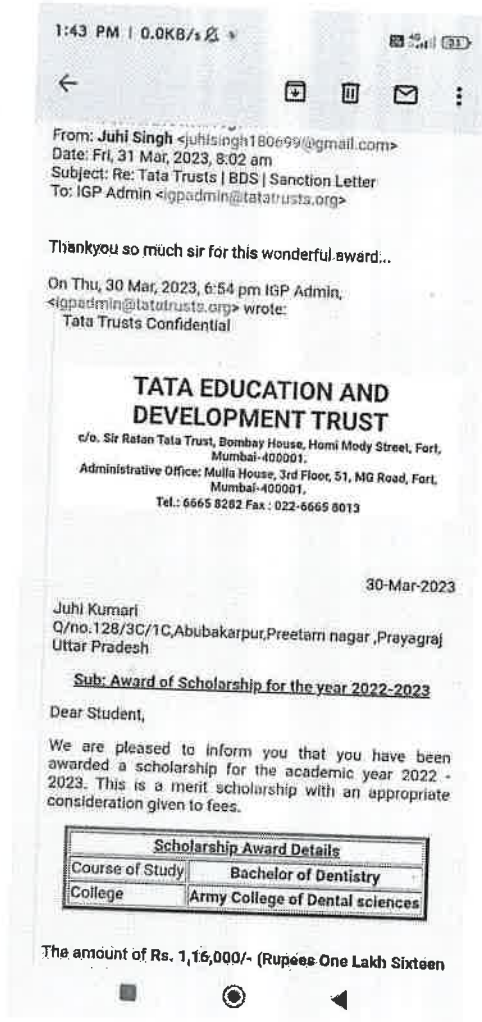 1:43 PM | 0.0KB/s
4G 31
From: Juhi Singh <juhisingh180699@gmail.com>
Date: Fri, 31 Mar, 2023, 8:02 am
Subject: Re: Tata Trusts | BDS | Sanction Letter
To: IGP Admin <igpadmin@tatatrusts.org>
Thankyou so much sir for this wonderful award...
On Thu, 30 Mar, 2023, 6:54 pm IGP Admin,
<igpadmin@tatatrusts.org> wrote:
Tata Trusts Confidential
TATA EDUCATION AND
DEVELOPMENT TRUST
c/o. Sir Ratan Tata Trust, Bombay House, Homi Mody Street, Fort,
Mumbai-400001.
Administrative Office: Mulla House, 3rd Floor, 51, MG Road, Fort,
Mumbai-400001.
Tel.: 6665 8282 Fax : 022-6665 8013
30-Mar-2023
Juhi Kumari
Q/no.128/3C/1C,Abubakarpur,Preetam nagar ,Prayagraj
Uttar Pradesh
Sub: Award of Scholarship for the year 2022-2023
Dear Student,
We are pleased to inform you that you have been
awarded a scholarship for the academic year 2022 -
2023. This is a merit scholarship with an appropriate
consideration given to fees.
Scholarship Award Details
Course of Study Bachelor of Dentistry
College Army College of Dental sciences
The amount of Rs. 1,16,000/- (Rupees One Lakh Sixteen